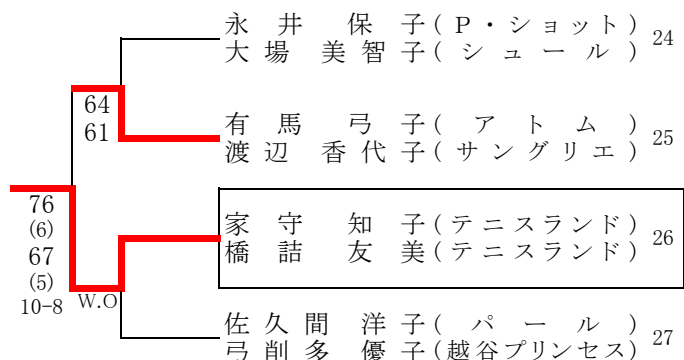 永井 保子(P・ショット) 24
大場 美智子(シュール)
64
61
有馬 弓子(アトム) 25
渡辺 香代子(サングリエ)
76
(6)
67
(5)
10-8
家守 知子(テニスランド) 26
橋詰 友美(テニスランド)
W.O
佐久間 洋子(パール) 27
弓削多 優子(越谷プリンセス)